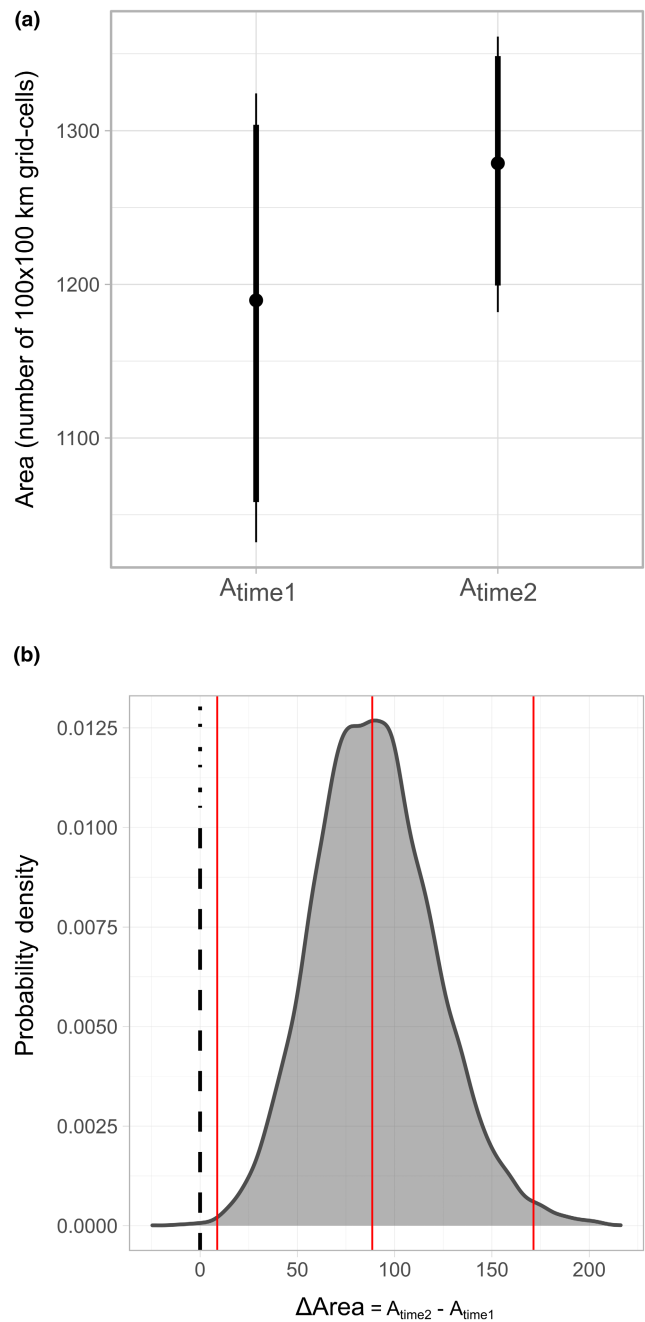 (a)
Area (number of 100x100 km grid-cells)
1300
1200
1100
Atime1 Atime2
(b)
Probability density
0.0125
0.0100
0.0075
0.0050
0.0025
0.0000
0 50 100 150 200
ΔArea = Atime2 - Atime1